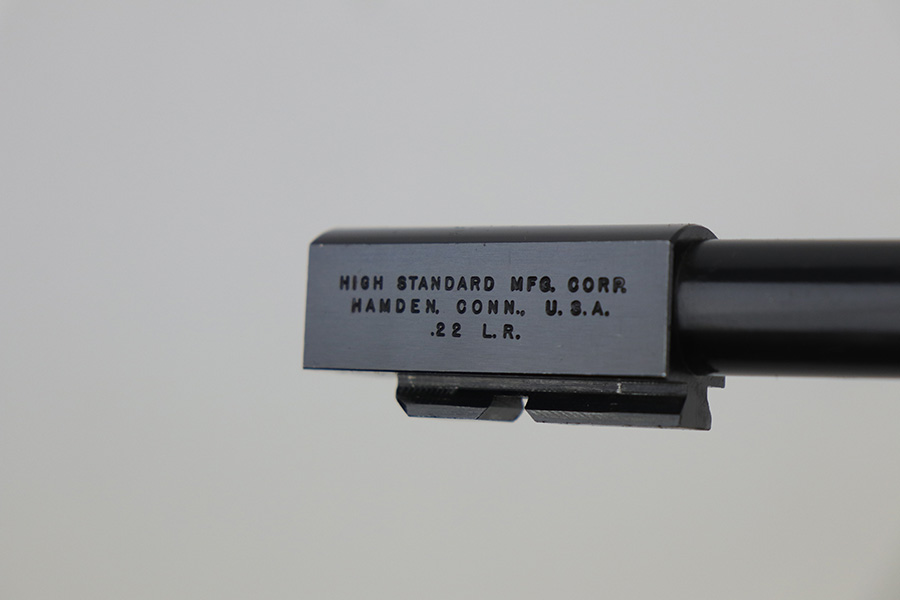 HIGH STANDARD MFG. CORP.
HAMDEN, CONN., U.S.A.
.22 L.R.